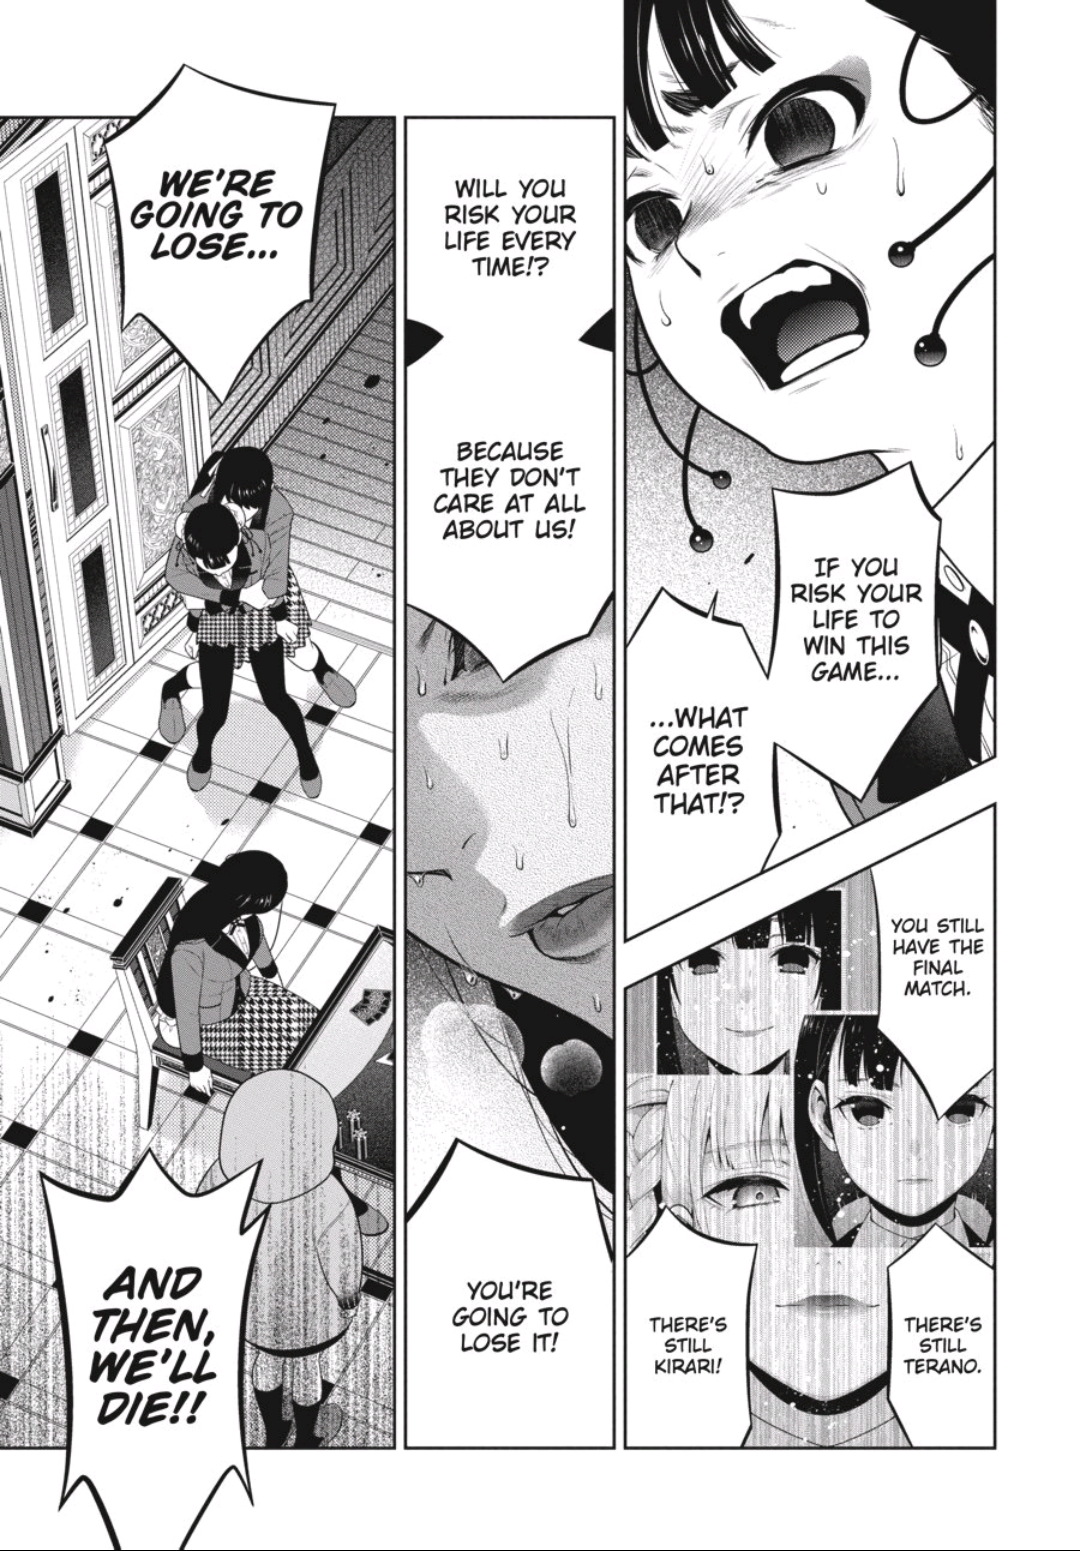 IF YOU
RISK YOUR
LIFE TO
WIN THIS
GAME...
...WHAT
COMES
AFTER
THAT!?
YOU STILL
HAVE THE
FINAL
MATCH.
THERE'S
STILL
TERANO.
THERE'S
STILL
KIRARI!
WILL YOU
RISK YOUR
LIFE EVERY
TIME!?
BECAUSE
THEY DON'T
CARE AT ALL
ABOUT US!
YOU'RE
GOING TO
LOSE IT!
WE'RE
GOING TO
LOSE...
AND
THEN,
WE'LL
DIE!!